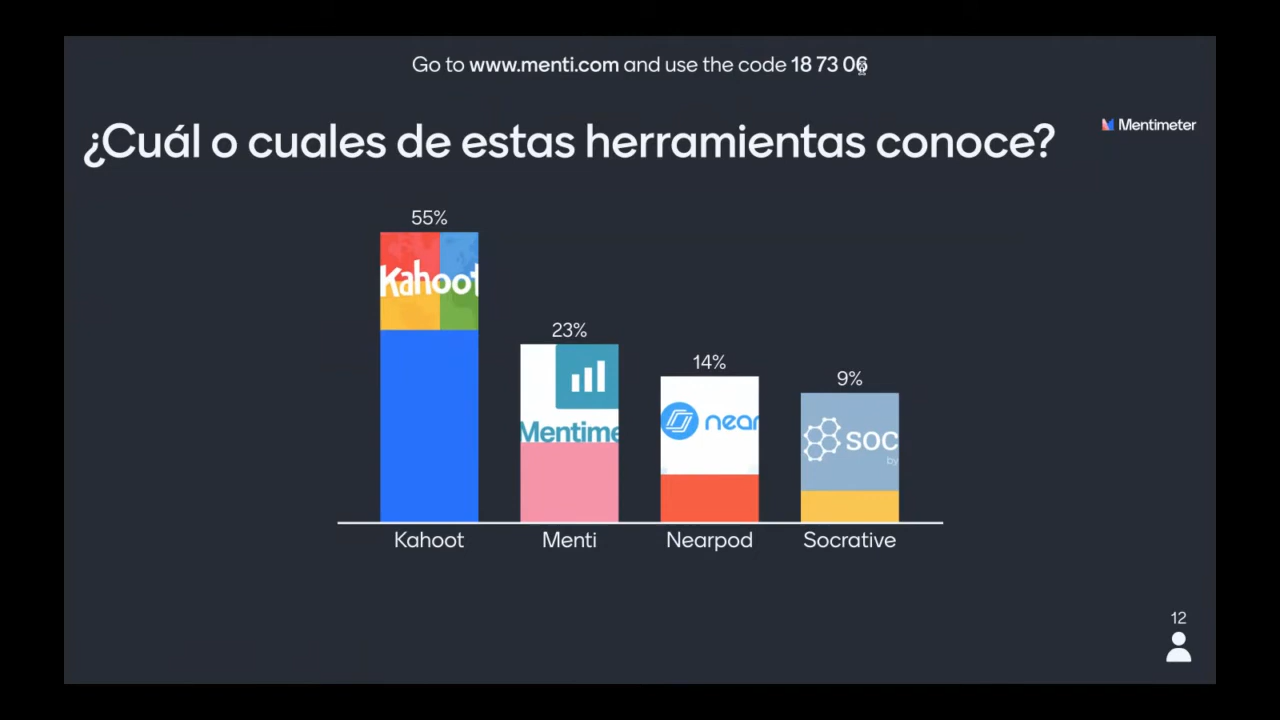 Go to www.menti.com and use the code 18 73 06
¿Cuál o cuales de estas herramientas conoce?
Mentimeter
55%
Kahoot
23%
Mentime
14%
near
9%
soc
by
Kahoot
Menti
Nearpod
Socrative
12